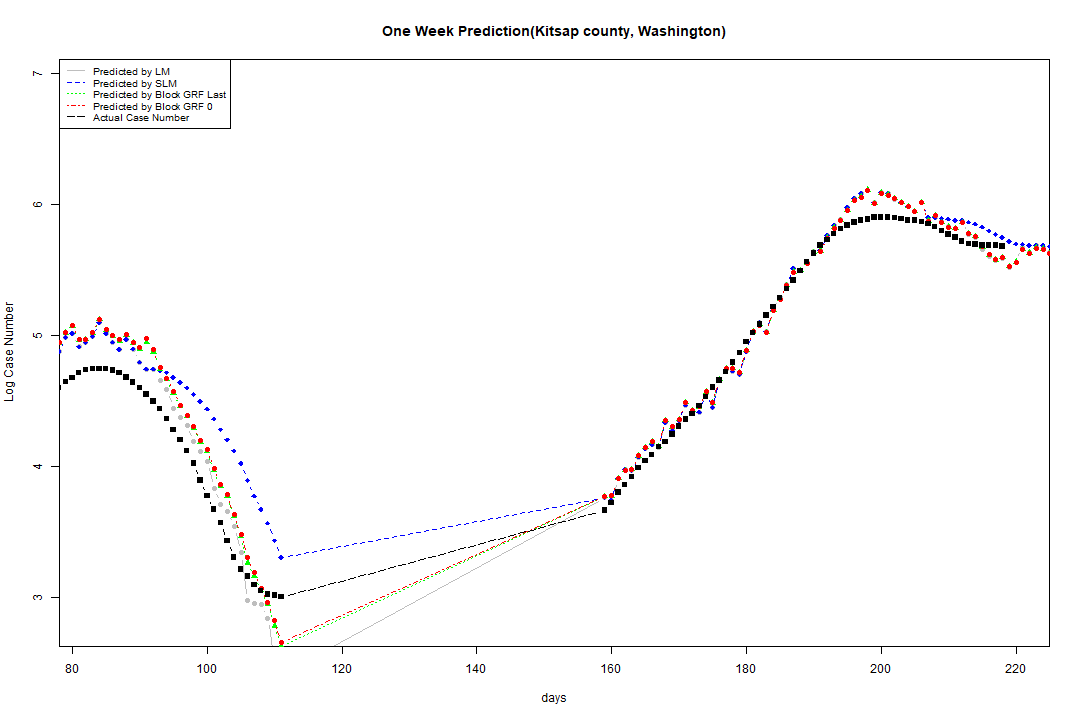 One Week Prediction(Kitsap county, Washington)
Predicted by LM
Predicted by SLM
Predicted by Block GRF Last
Predicted by Block GRF 0
Actual Case Number
7
6
5
4
3
Log Case Number
80 100 120 140 160 180 200 220
days